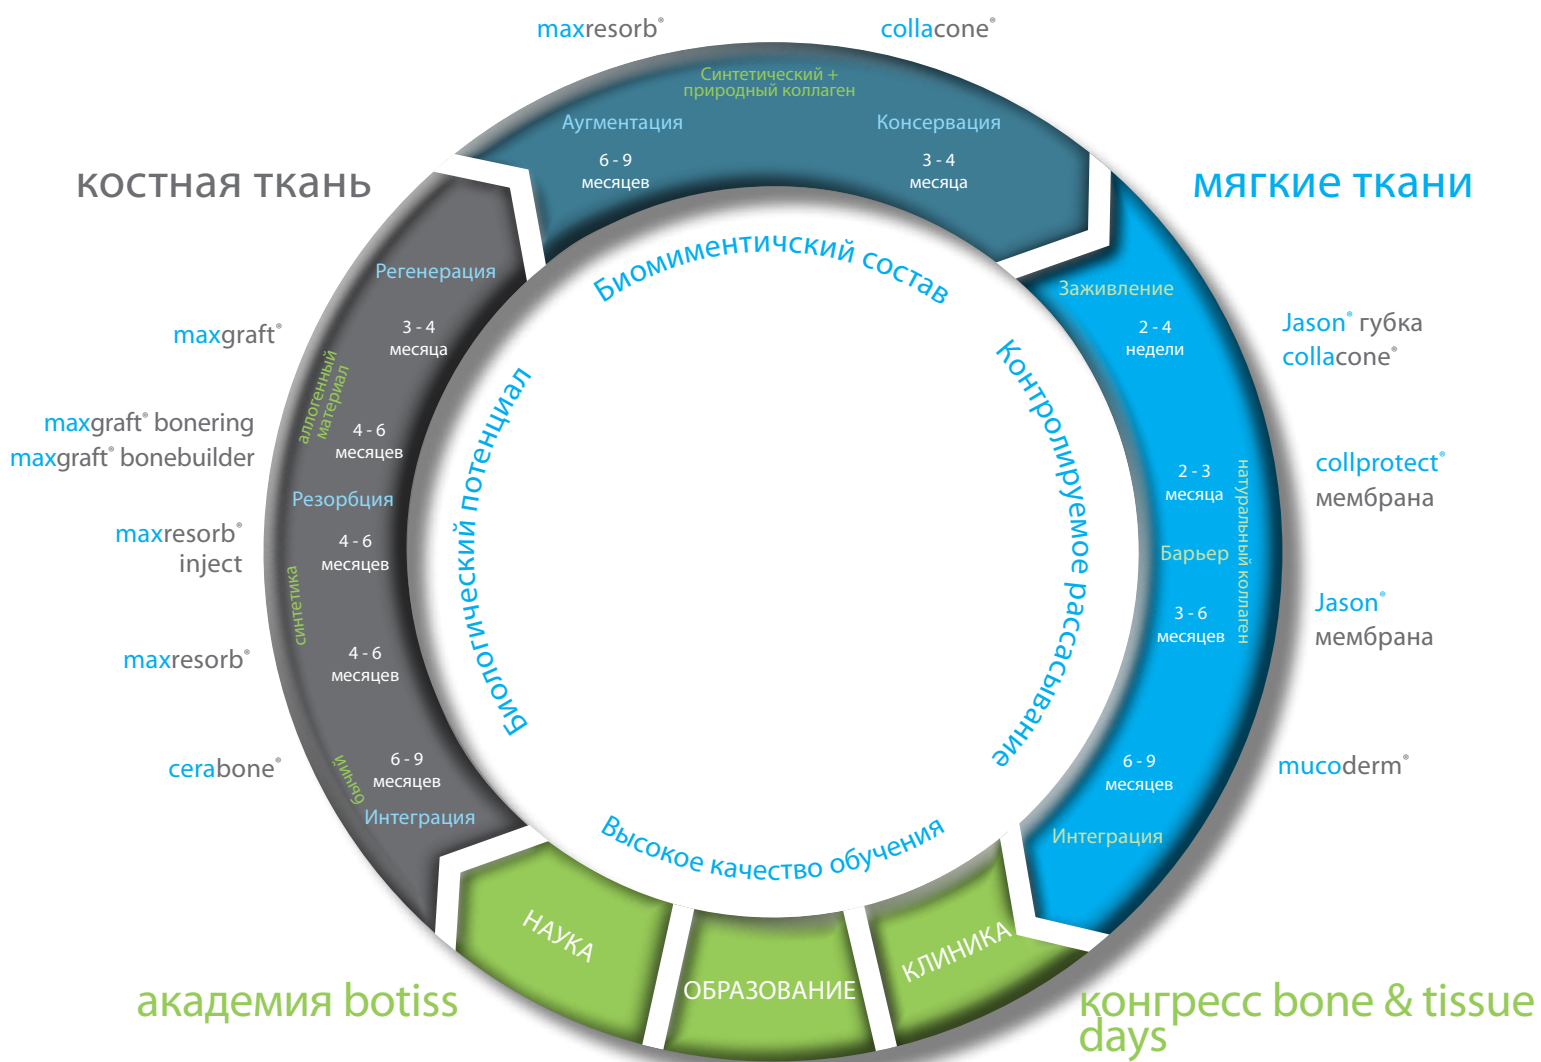 maxresorb®
collacone®
Синтетический +
природный коллаген
Аугментация
6 - 9
месяцев
Консервация
3 - 4
месяца
костная ткань
мягкие ткани
Регенерация
3 - 4
месяца
maxgraft®
аллогенный
материал
maxgraft® bonering
maxgraft® bonebuilder
4 - 6
месяцев
Резорбция
maxresorb®
inject
4 - 6
месяцев
синтетика
maxresorb®
4 - 6
месяцев
cerabone®
бычий
6 - 9
месяцев
Интеграция
Биомиментичский состав
Биологический потенциал
Контролируемое рассасывание
Высокое качество обучения
Заживление
2 - 4
недели
Jason® губка
collacone®
2 - 3
месяца
натуральный коллаген
collprotect®
мембрана
Барьер
3 - 6
месяцев
Jason®
мембрана
6 - 9
месяцев
mucoderm®
Интеграция
НАУКА
ОБРАЗОВАНИЕ
КЛИНИКА
академия botiss
конгресс bone & tissue
days